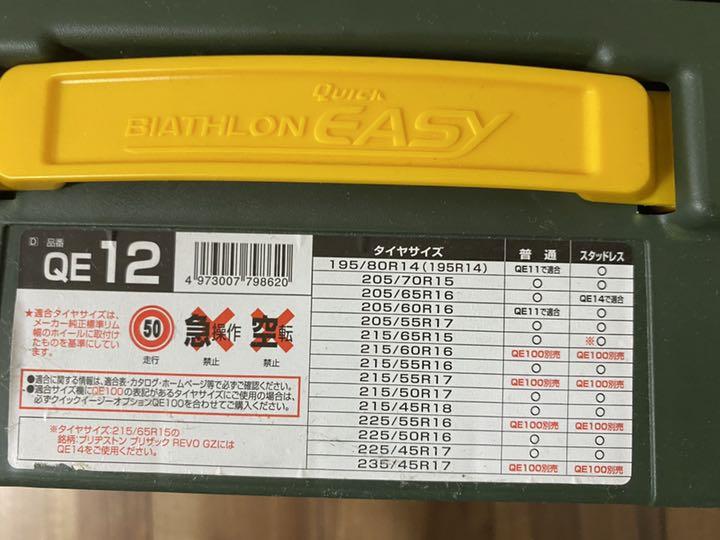 Quick
BIATHLON EASY
D 品番
QE 12
4 973007 798620
★適合タイヤサイズは、
メーカー純正標準リム
幅のホイールに取付け
たものを基準にしてい
ます。
50
走行
急操作
禁止
空転
禁止
●適合に関する情報は、適合表・カタログ・ホームページ等で必ずご確認ください。
●適合サイズ欄にQE100の表記があるタイヤサイズにご使用の場合は、
必ずクイックイージーオプションQE100を合わせてご購入ください。
※タイヤサイズ:215/65R15の
銘柄:ブリヂストン ブリザック REVO GZには
QE14をご使用ください。
タイヤサイズ 普通 スタッドレス
195/80R14(195R14) QE11で適合 ○
205/70R15 ○ ○
205/65R16 ○ QE14で適合
205/60R16 QE11で適合 ○
205/55R17 ○ ○
215/65R15 ○ ※○
215/60R16 QE100別売 QE100別売
215/55R16 ○ ○
215/55R17 QE100別売 QE100別売
215/50R17 ○ ○
215/45R18 ○ ○
225/55R16 QE100別売 QE100別売
225/50R16 ○ ○
225/45R17 ○ ○
235/45R17 QE100別売 QE100別売